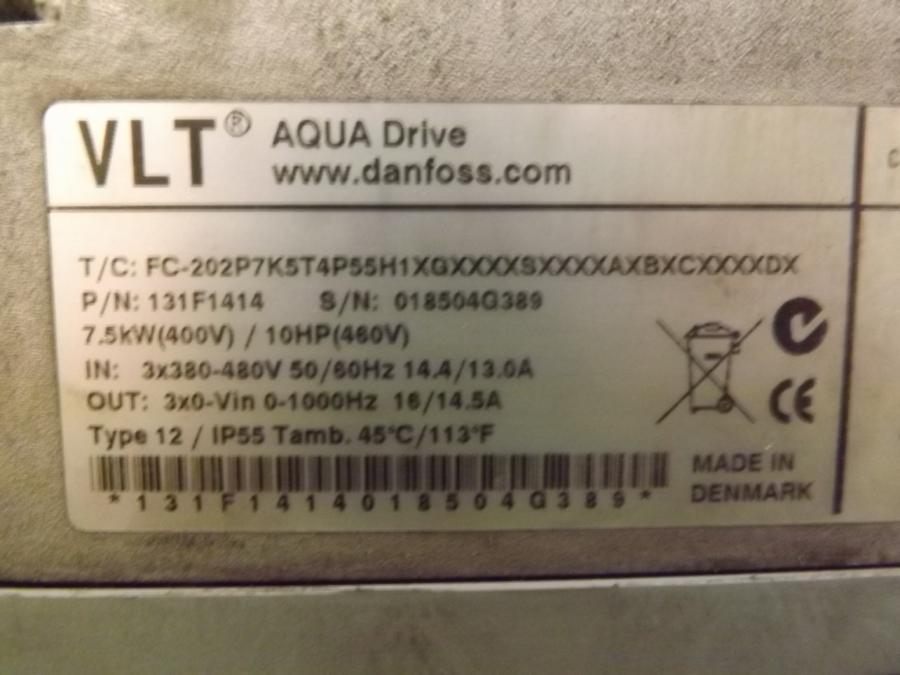 VLT® AQUA Drive
www.danfoss.com
T/C: FC-202P7K5T4P55H1XGXXXXSXXXXAXBXCXXXXDX
P/N: 131F1414 S/N: 018504G389
7.5kW(400V) / 10HP(460V)
IN: 3x380-480V 50/60Hz 14.4/13.0A
OUT: 3x0-Vin 0-1000Hz 16/14.5A
Type 12 / IP55 Tamb. 45°C/113°F
*131F1414018504G389*
CE
MADE IN
DENMARK